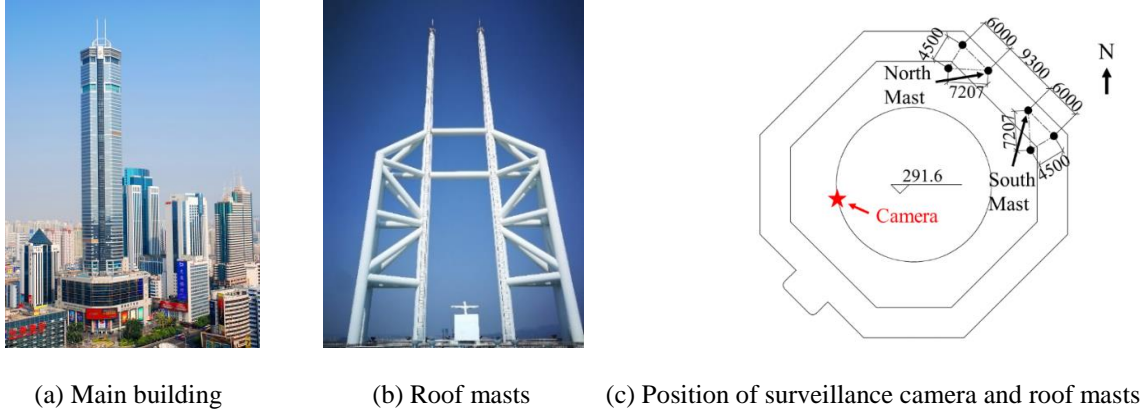 6000
4500
9300
North
Mast
7207
6000
N
7207
4500
291.6
South
Mast
Camera
(a) Main building
(b) Roof masts
(c) Position of surveillance camera and roof masts